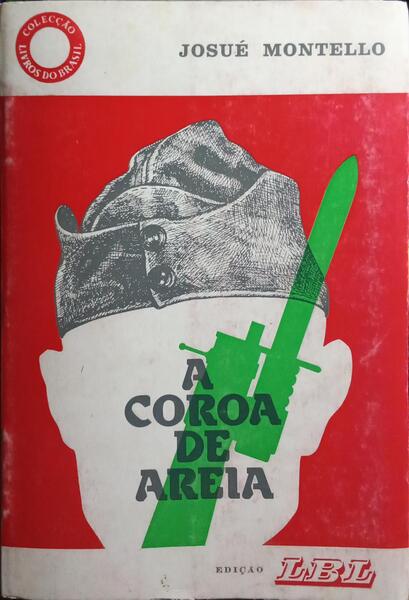 COLECÇÃO
LIVROS DO BRASIL
JOSUÉ MONTELLO
A
COROA
DE
AREIA
EDIÇÃO LBL